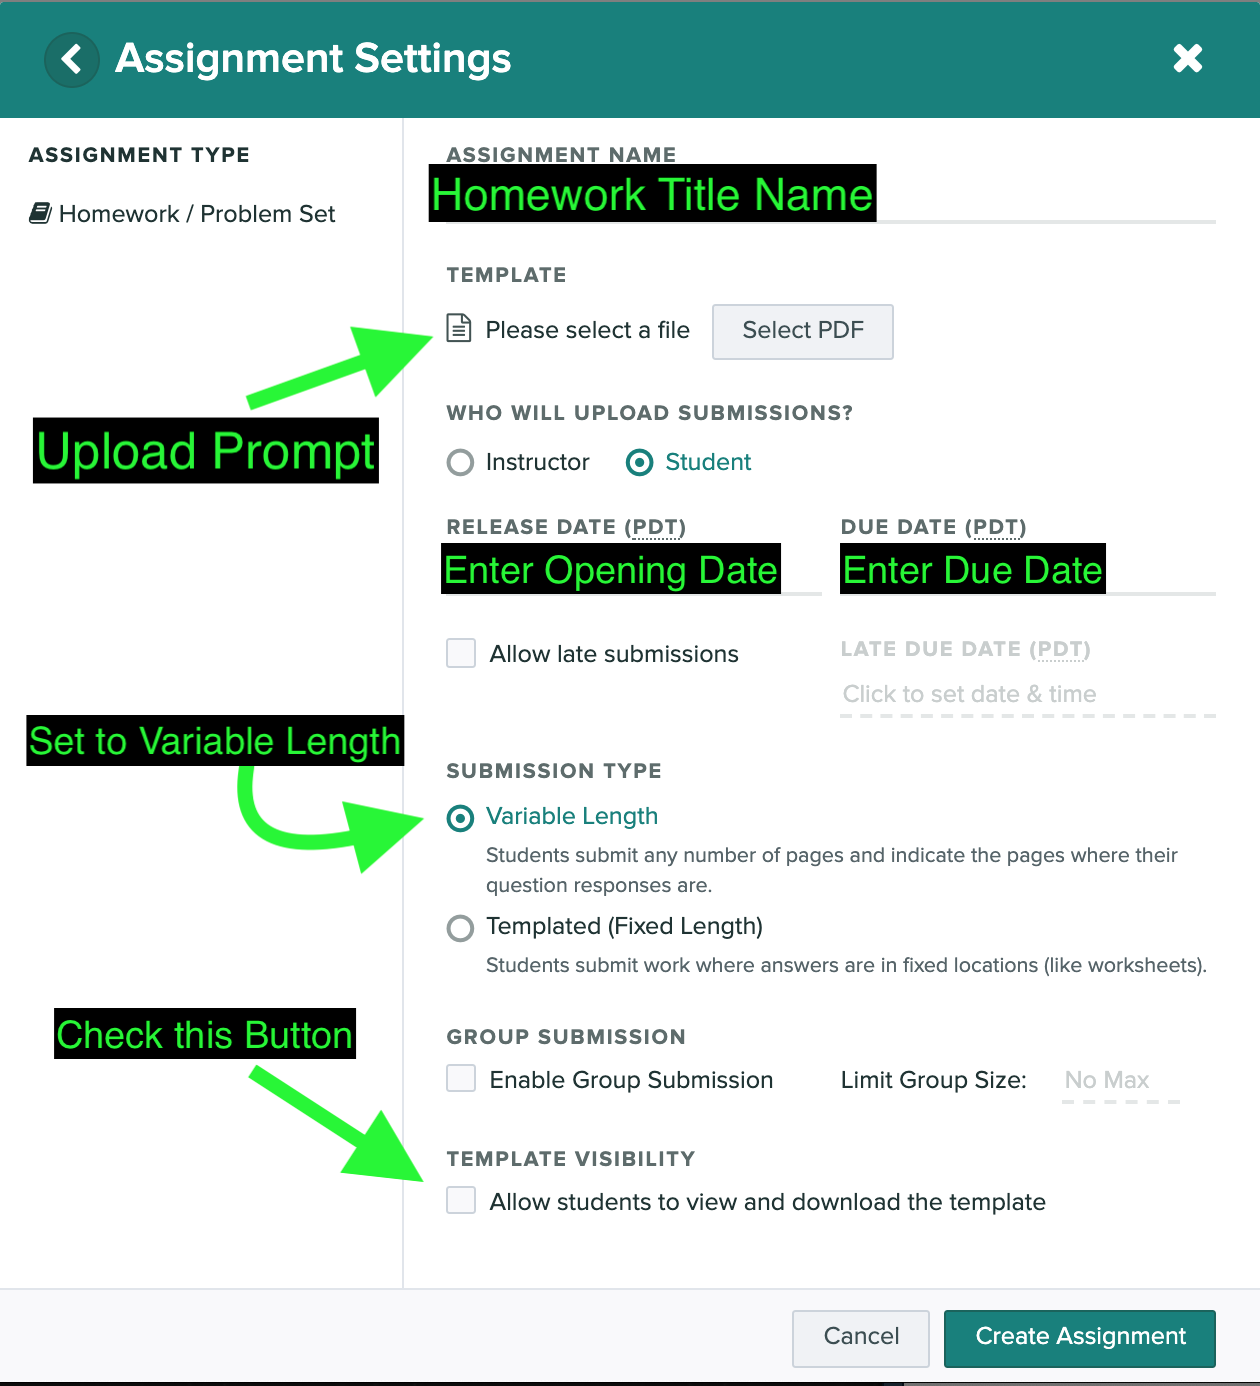 Assignment Settings
ASSIGNMENT TYPE
Homework / Problem Set
ASSIGNMENT NAME
Homework Title Name
TEMPLATE
Please select a file
Select PDF
Upload Prompt
WHO WILL UPLOAD SUBMISSIONS?
Instructor
Student
RELEASE DATE (PDT)
DUE DATE (PDT)
Enter Opening Date
Enter Due Date
Allow late submissions
LATE DUE DATE (PDT)
Click to set date & time
Set to Variable Length
SUBMISSION TYPE
Variable Length
Students submit any number of pages and indicate the pages where their
question responses are.
Templated (Fixed Length)
Students submit work where answers are in fixed locations (like worksheets).
Check this Button
GROUP SUBMISSION
Enable Group Submission
Limit Group Size:
No Max
TEMPLATE VISIBILITY
Allow students to view and download the template
Cancel
Create Assignment